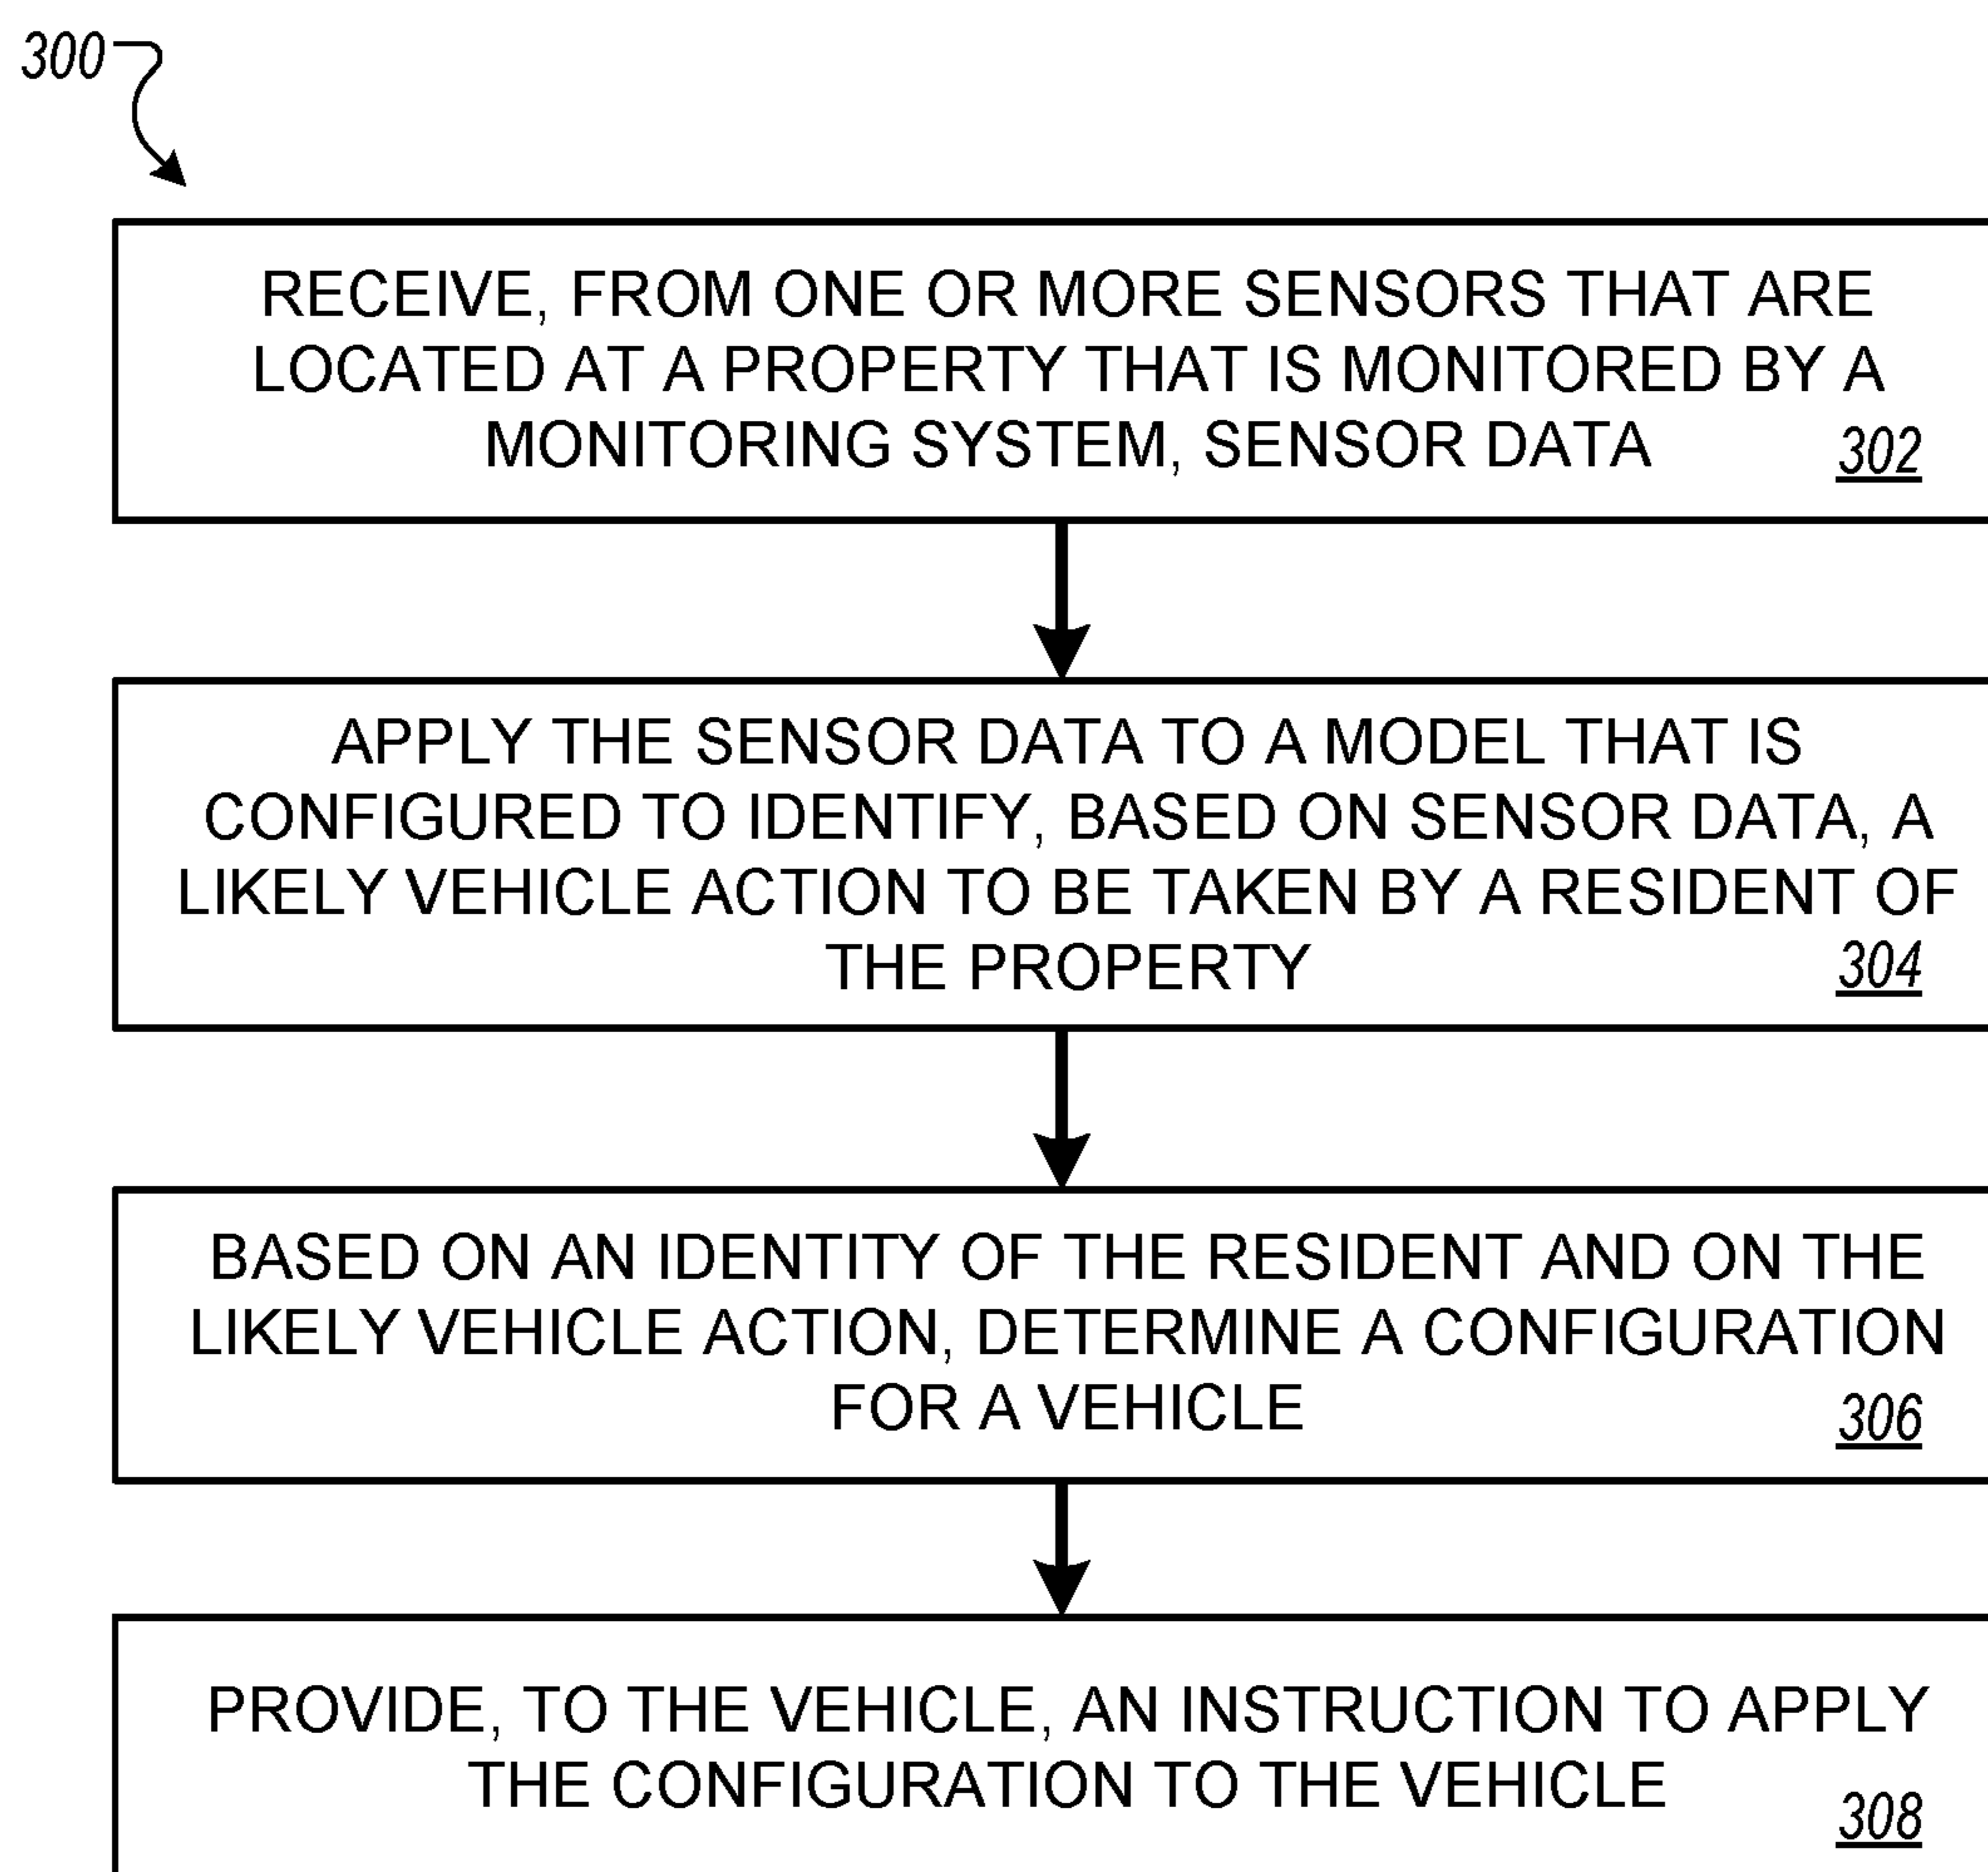 300
RECEIVE, FROM ONE OR MORE SENSORS THAT ARE
LOCATED AT A PROPERTY THAT IS MONITORED BY A
MONITORING SYSTEM, SENSOR DATA
302
APPLY THE SENSOR DATA TO A MODEL THAT IS
CONFIGURED TO IDENTIFY, BASED ON SENSOR DATA, A
LIKELY VEHICLE ACTION TO BE TAKEN BY A RESIDENT OF
THE PROPERTY
304
BASED ON AN IDENTITY OF THE RESIDENT AND ON THE
LIKELY VEHICLE ACTION, DETERMINE A CONFIGURATION
FOR A VEHICLE
306
PROVIDE, TO THE VEHICLE, AN INSTRUCTION TO APPLY
THE CONFIGURATION TO THE VEHICLE
308